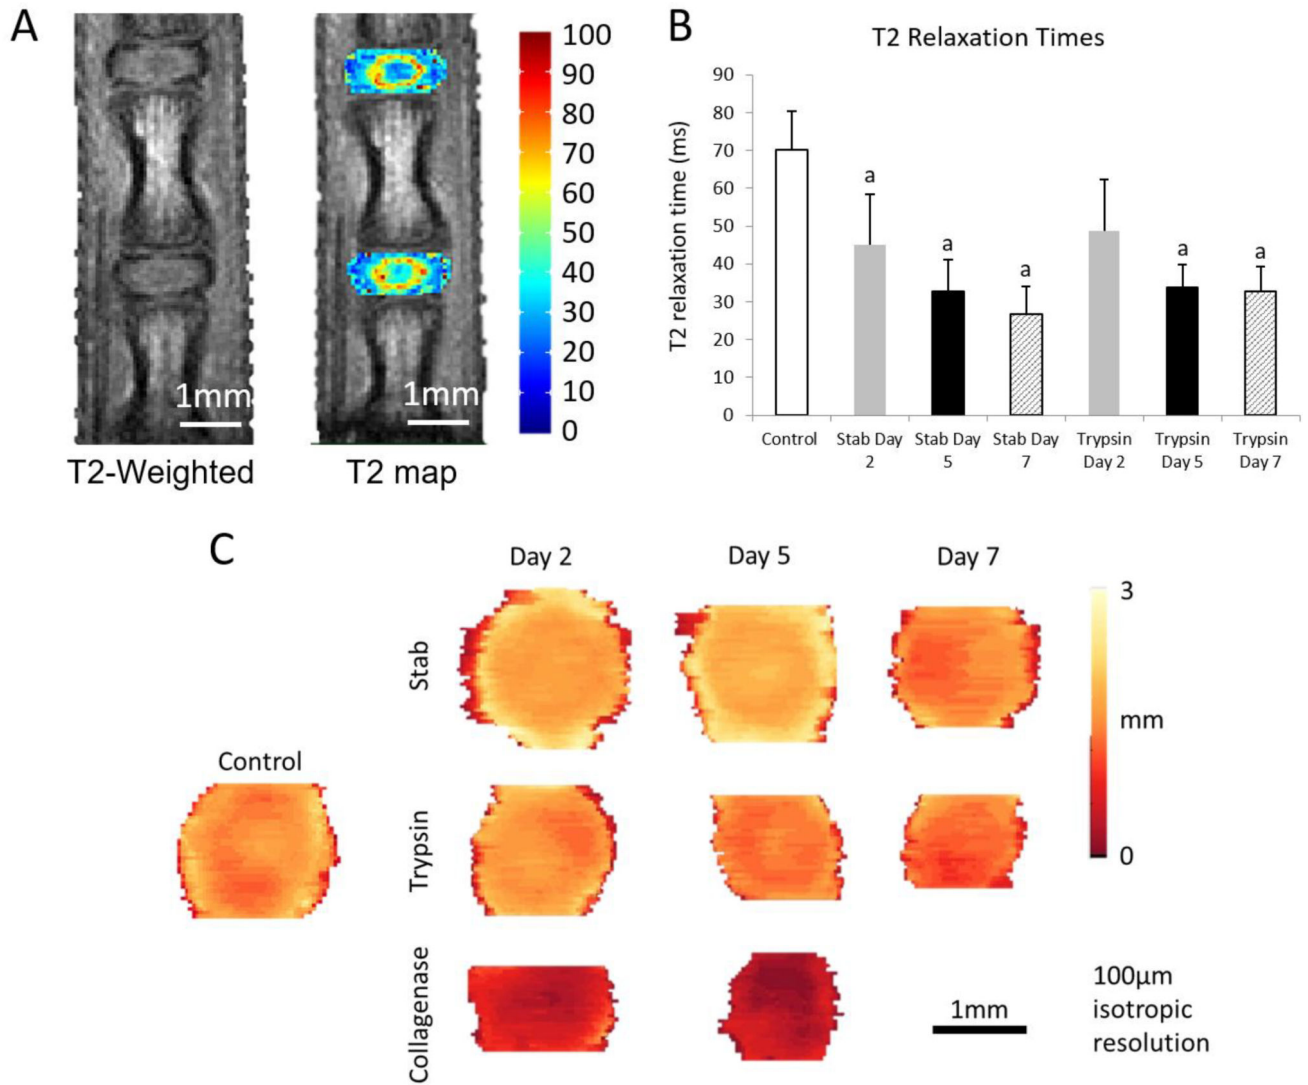 A
100
90
80
70
60
50
40
30
20
10
0
1mm
1mm
T2-Weighted
T2 map
B
T2 Relaxation Times
T2 relaxation time (ms)
90
80
70
60
50
40
30
20
10
0
a
a
a
a
a
Control
Stab Day
2
Stab Day
5
Stab Day
7
Trypsin
Day 2
Trypsin
Day 5
Trypsin
Day 7
C
Day 2
Day 5
Day 7
Stab
Control
Trypsin
Collagenase
3
mm
0
1mm
100µm
isotropic
resolution